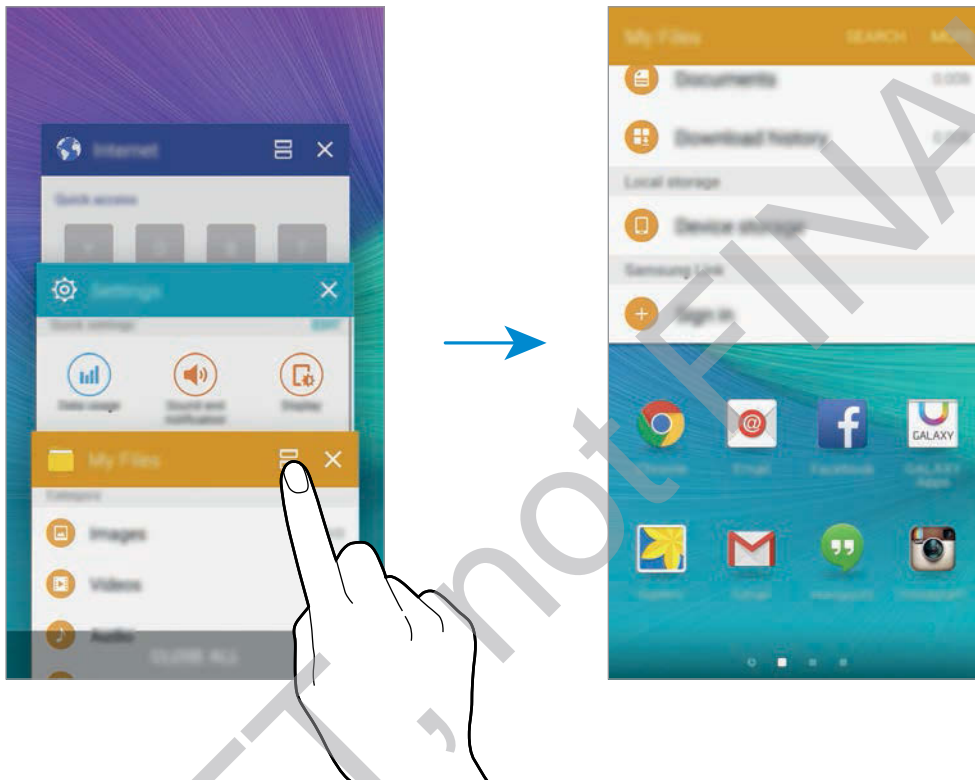 Internet
Quick access
Settings
Quick settings
EDIT
Data usage
Sound and
notification
Display
My Files
Category
Images
Videos
Audio
CLOSE ALL
My Files
SEARCH
Documents
Download history
Local storage
Device storage
Samsung Link
Sign in
GALAXY
Chrome
Email
Facebook
GALAXY
Apps
Gallery
Gmail
Hangouts
Instagram
T, not FINA